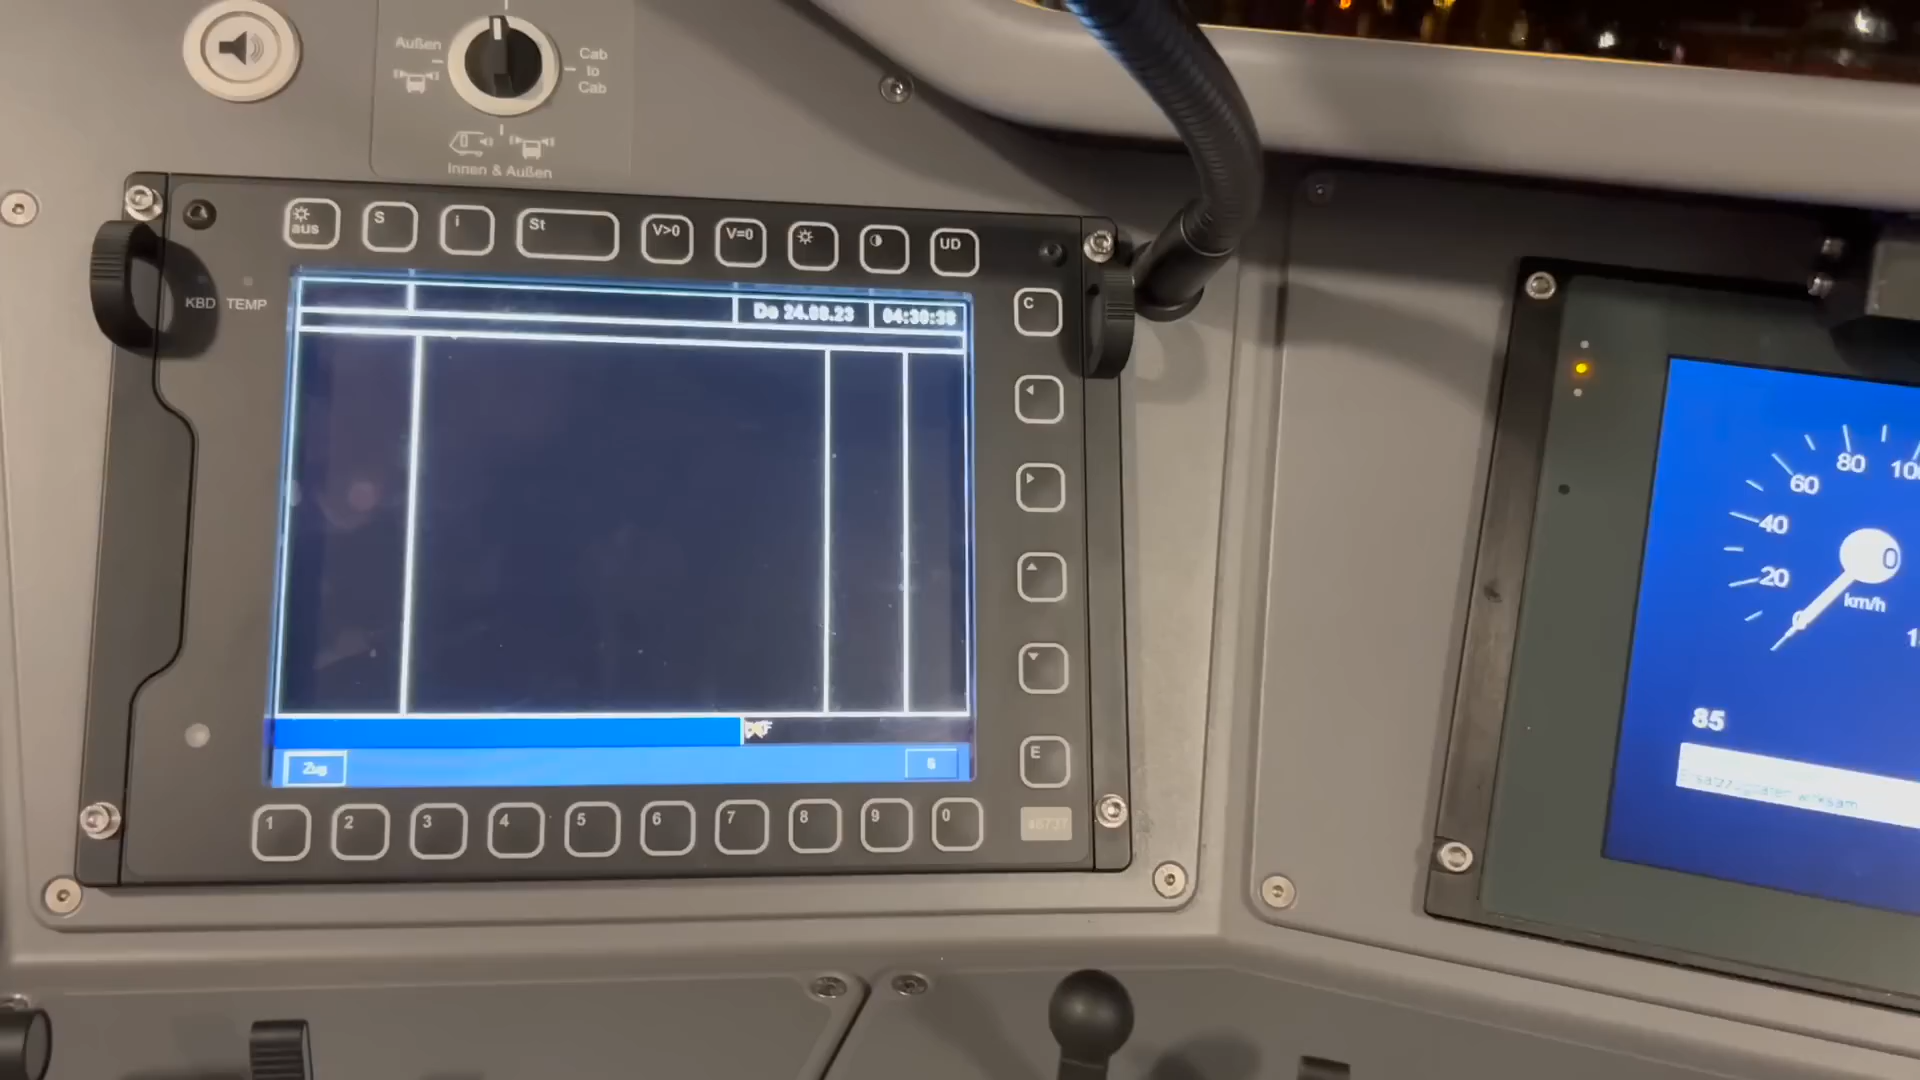 Außen
Cab
to
Cab
Innen & Außen
aus
S
i
St
V>0
V=0
UD
KBD TEMP
Do 24.08.23
04:30:38
C
E
Zug
S
1
2
3
4
5
6
7
8
9
0
80
60
40
20
0
0
km/h
85